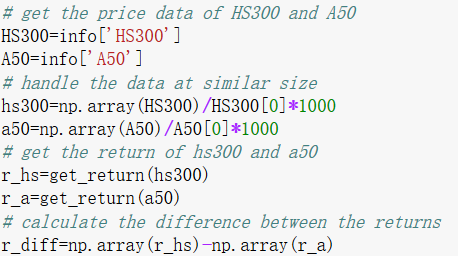 # get the price data of HS300 and A50
HS300=info['HS300']
A50=info['A50']
# handle the data at similar size
hs300=np.array(HS300)/HS300[0]*1000
a50=np.array(A50)/A50[0]*1000
# get the return of hs300 and a50
r_hs=get_return(hs300)
r_a=get_return(a50)
# calculate the difference between the returns
r_diff=np.array(r_hs)-np.array(r_a)